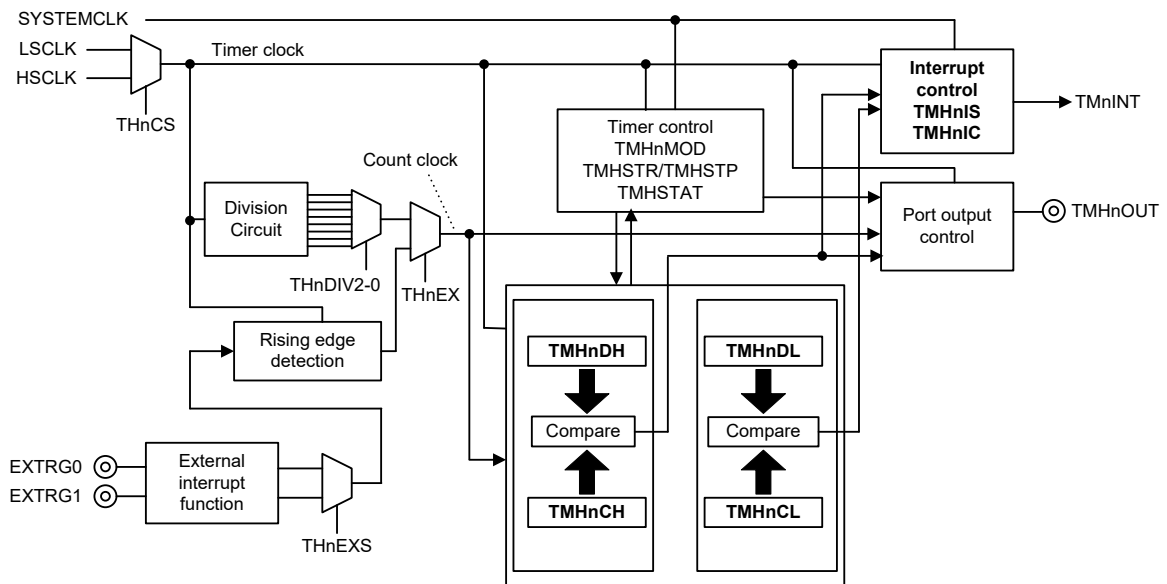 SYSTEMCLK
LSCLK
HSCLK
Timer clock
THnCS
Interrupt
control
TMHnIS
TMHnIC
TMnINT
Timer control
TMHnMOD
TMHSTR/TMHSTP
TMHSTAT
Count clock
Division
Circuit
THnDIV2-0
THnEX
Port output
control
TMHnOUT
Rising edge
detection
TMHnDH
TMHnDL
Compare
Compare
TMHnCH
TMHnCL
EXTRG0
EXTRG1
External
interrupt
function
THnEXS